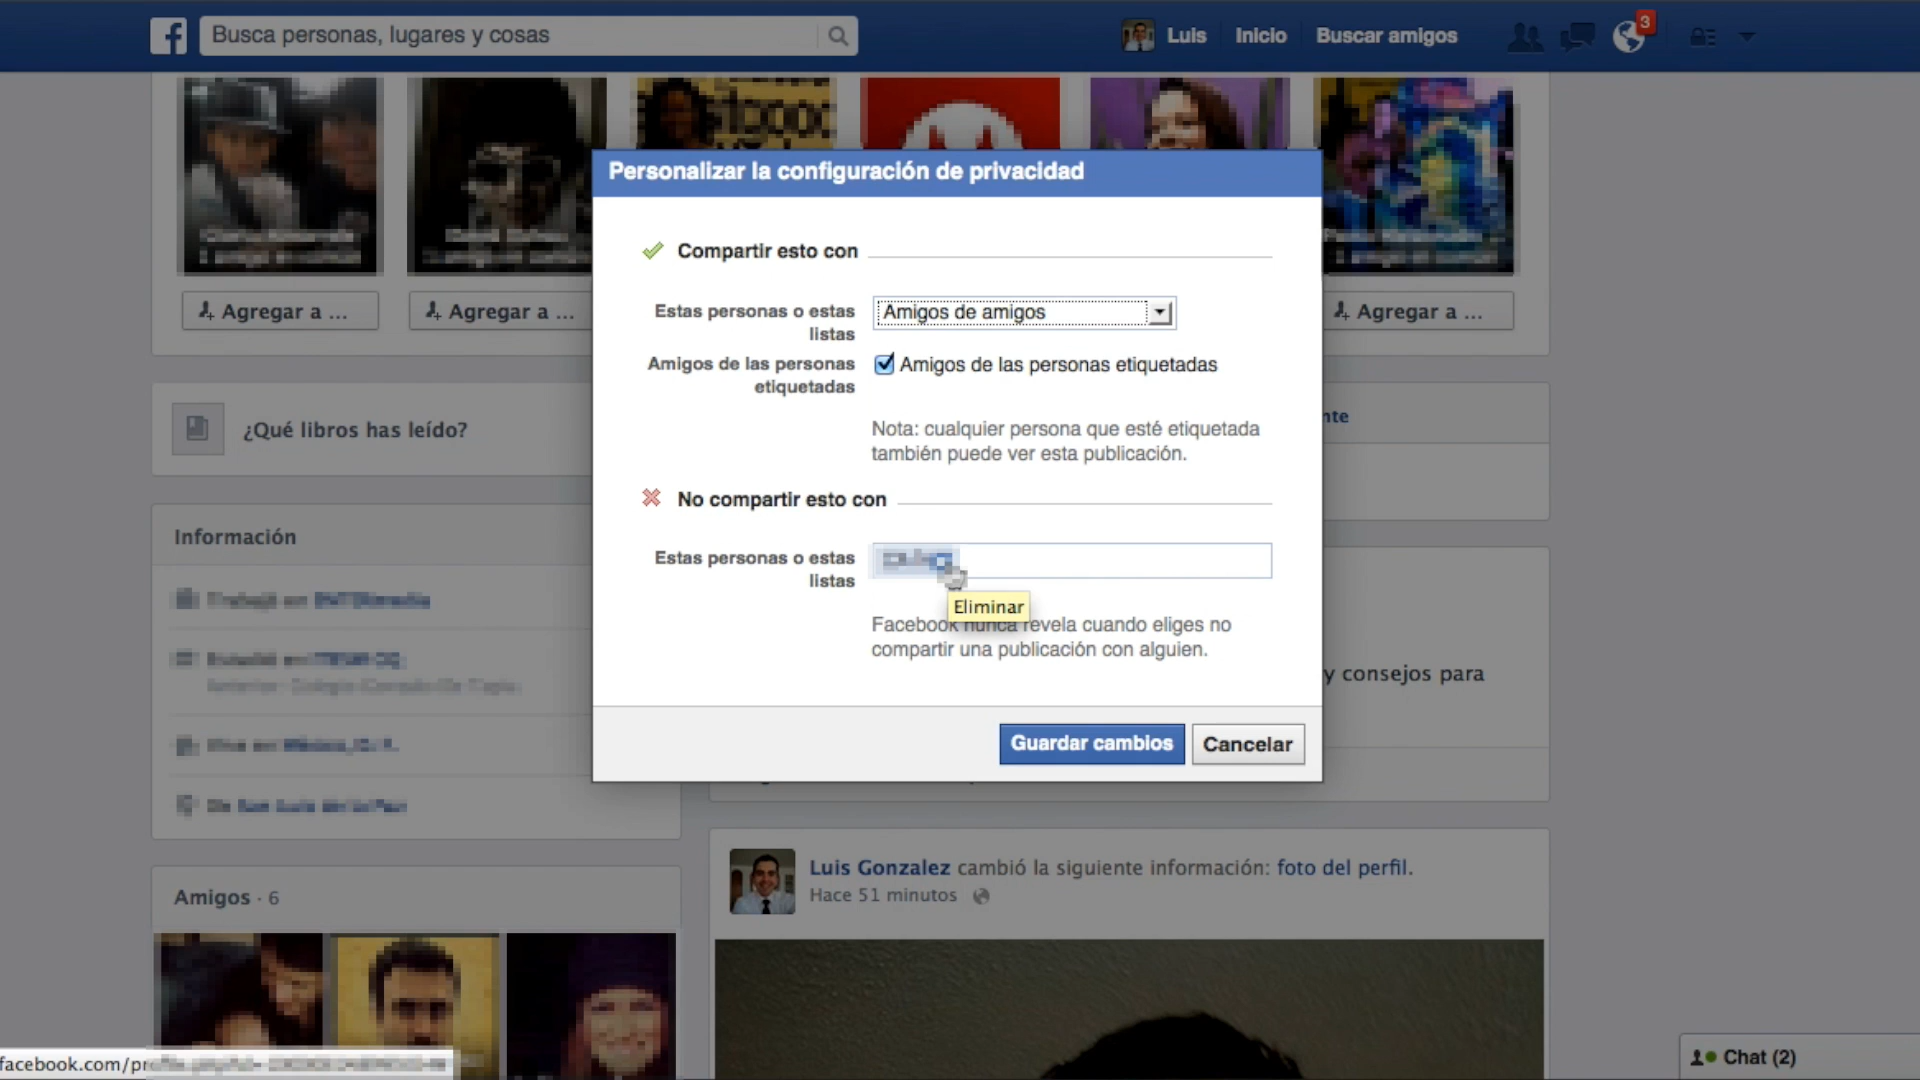 Busca personas, lugares y cosas
Luis
Inicio
Buscar amigos
3
Personalizar la configuración de privacidad
Compartir esto con
Estas personas o estas
listas
Amigos de amigos
Amigos de las personas
etiquetadas
Amigos de las personas etiquetadas
Nota: cualquier persona que esté etiquetada
también puede ver esta publicación.
No compartir esto con
Estas personas o estas
listas
Eliminar
Facebook nunca revela cuando eliges no
compartir una publicación con alguien.
Guardar cambios
Cancelar
Agregar a ...
Agregar a ...
Agregar a ...
¿Qué libros has leído?
Información
Amigos · 6
nte
y consejos para
Luis Gonzalez cambió la siguiente información: foto del perfil.
Hace 51 minutos
facebook.com/pr
Chat (2)